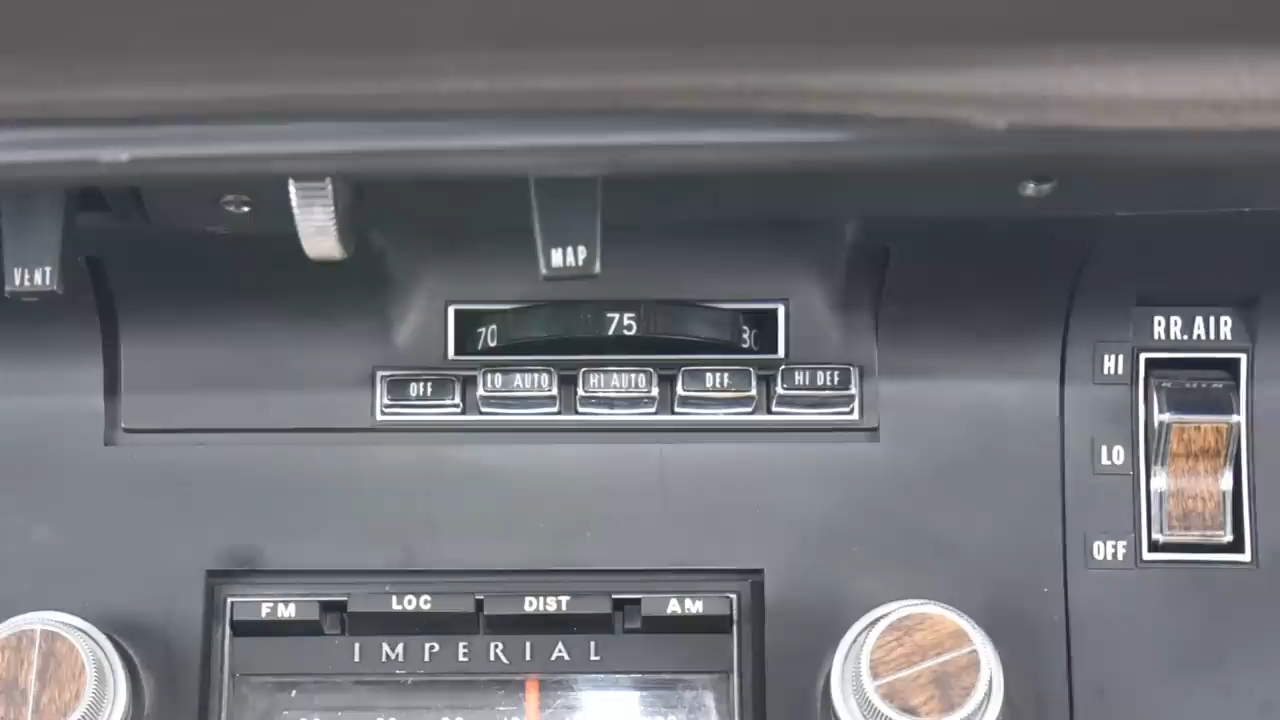 VENT
MAP
70 75 80
OFF LO AUTO HI AUTO DEF HI DEF
RR.AIR
HI
LO
OFF
FM LOC DIST AM
IMPERIAL